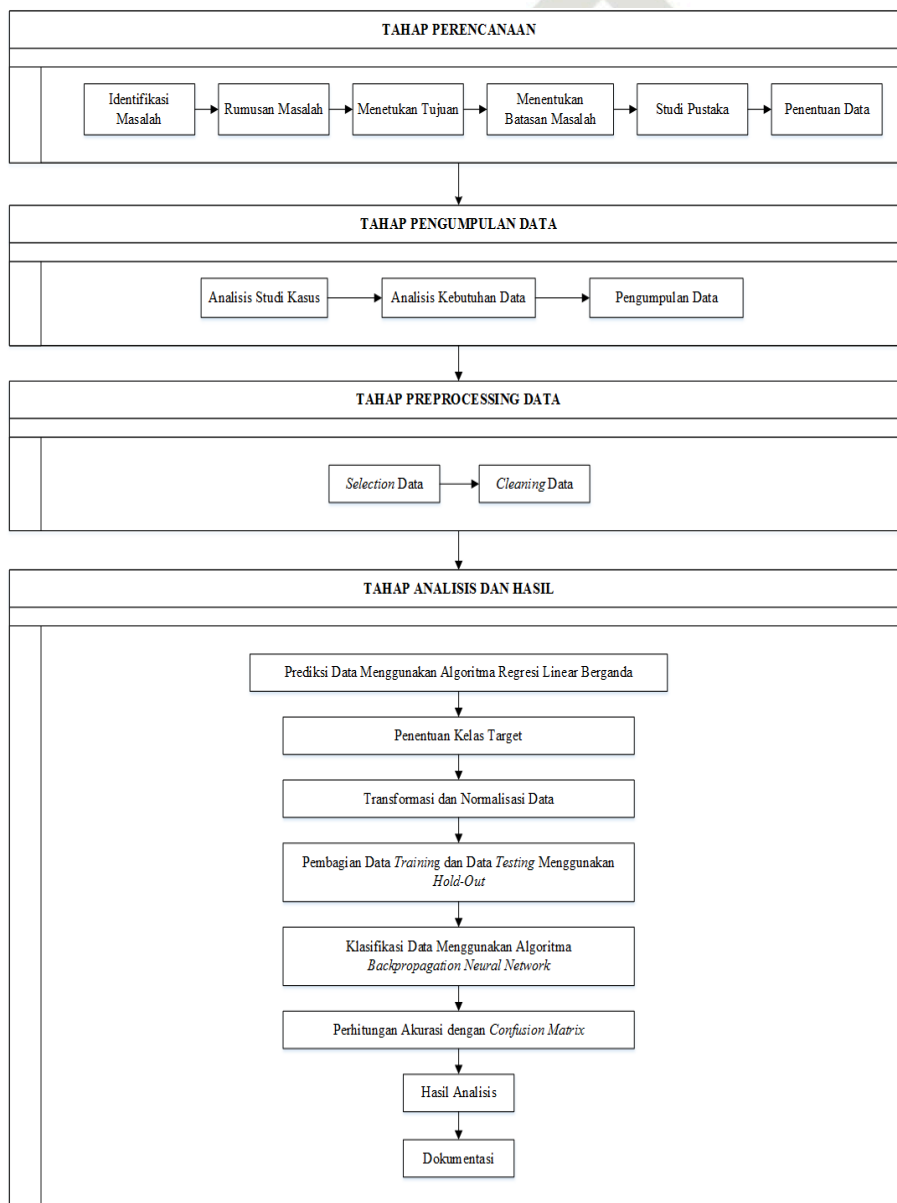 TAHAP PERENCANAAN
Identifikasi
Masalah
Rumusan Masalah
Menetukan Tujuan
Menentukan
Batasan Masalah
Studi Pustaka
Penentuan Data
TAHAP PENGUMPULAN DATA
Analisis Studi Kasus
Analisis Kebutuhan Data
Pengumpulan Data
TAHAP PREPROCESSING DATA
Selection Data
Cleaning Data
TAHAP ANALISIS DAN HASIL
Prediksi Data Menggunakan Algoritma Regresi Linear Berganda
Penentuan Kelas Target
Transformasi dan Normalisasi Data
Pembagian Data Training dan Data Testing Menggunakan
Hold-Out
Klasifikasi Data Menggunakan Algoritma
Backpropagation Neural Network
Perhitungan Akurasi dengan Confusion Matrix
Hasil Analisis
Dokumentasi